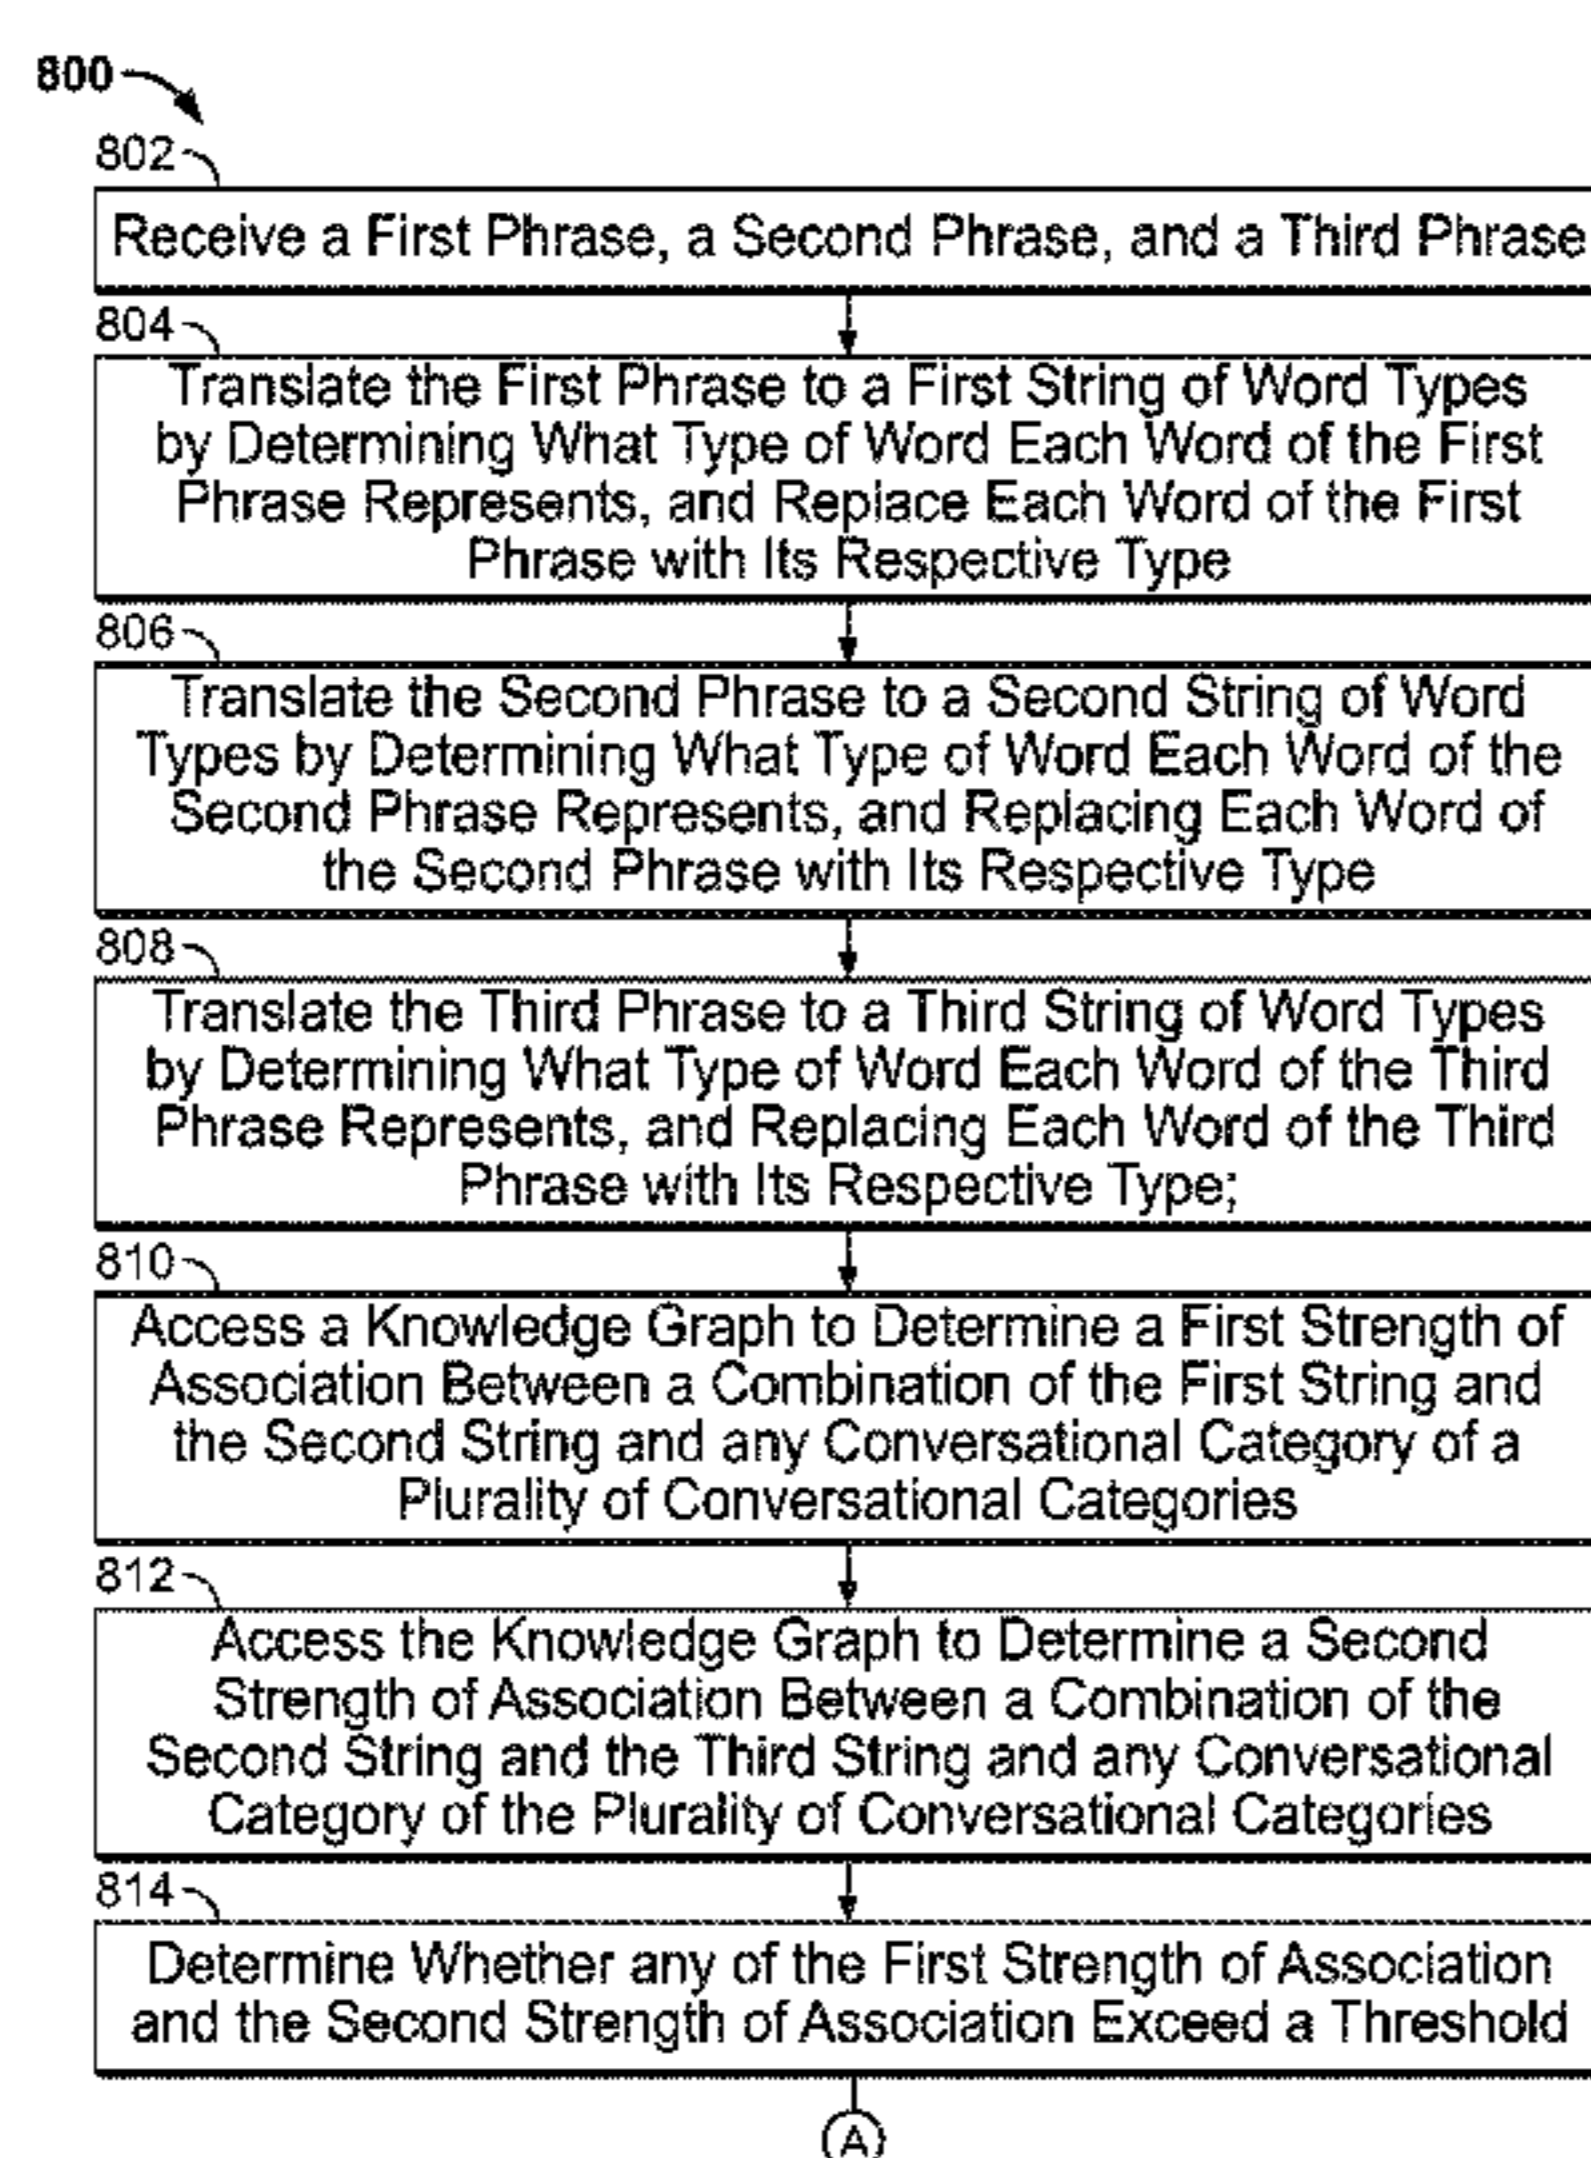 800
802
Receive a First Phrase, a Second Phrase, and a Third Phrase
804
Translate the First Phrase to a First String of Word Types
by Determining What Type of Word Each Word of the First
Phrase Represents, and Replace Each Word of the First
Phrase with Its Respective Type
806
Translate the Second Phrase to a Second String of Word
Types by Determining What Type of Word Each Word of the
Second Phrase Represents, and Replacing Each Word of
the Second Phrase with Its Respective Type
808
Translate the Third Phrase to a Third String of Word Types
by Determining What Type of Word Each Word of the Third
Phrase Represents, and Replacing Each Word of the Third
Phrase with Its Respective Type;
810
Access a Knowledge Graph to Determine a First Strength of
Association Between a Combination of the First String and
the Second String and any Conversational Category of a
Plurality of Conversational Categories
812
Access the Knowledge Graph to Determine a Second
Strength of Association Between a Combination of the
Second String and the Third String and any Conversational
Category of the Plurality of Conversational Categories
814
Determine Whether any of the First Strength of Association
and the Second Strength of Association Exceed a Threshold
A